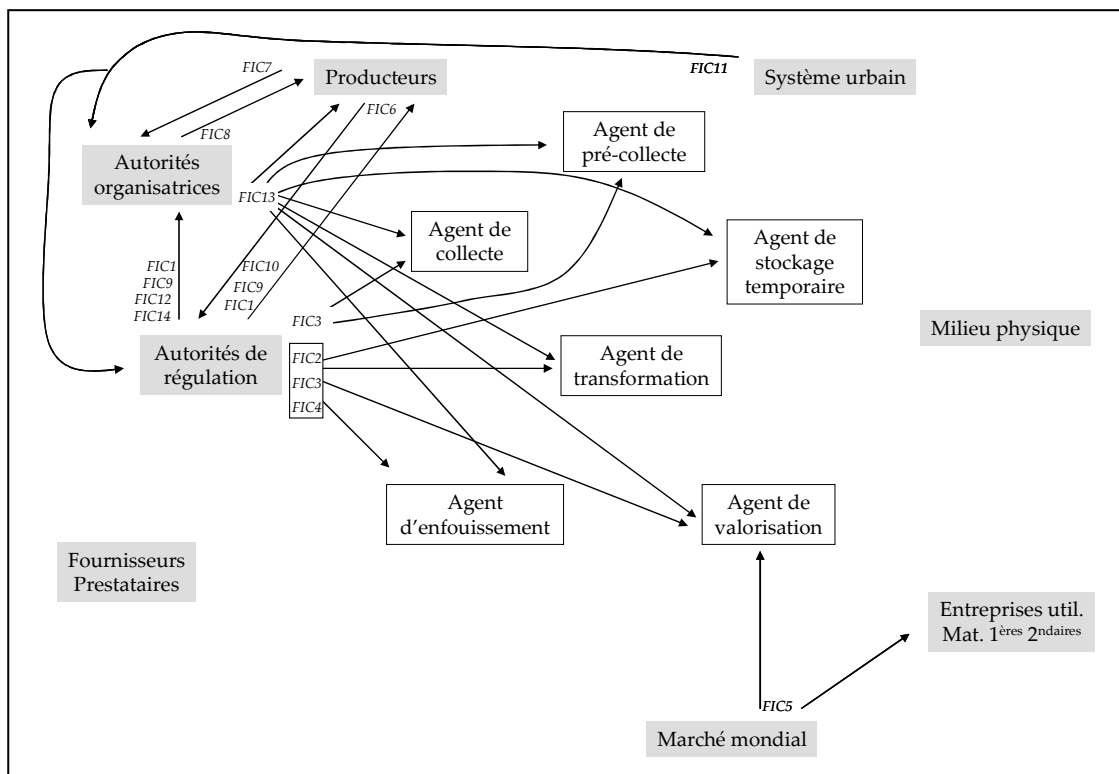 FIC7
Producteurs
FIC11
Système urbain
FIC6
FIC8
Agent de
pré-collecte
Autorités
organisatrices
FIC13
Agent de
collecte
Agent de
stockage
temporaire
FIC1
FIC9
FIC12
FIC14
FIC10
FIC9
FIC1
FIC3
Milieu physique
Autorités de
régulation
FIC2
FIC3
FIC4
Agent de
transformation
Agent
d'enfouissement
Agent de
valorisation
Fournisseurs
Prestataires
Entreprises util.
Mat. 1ères 2ndaires
FIC5
Marché mondial